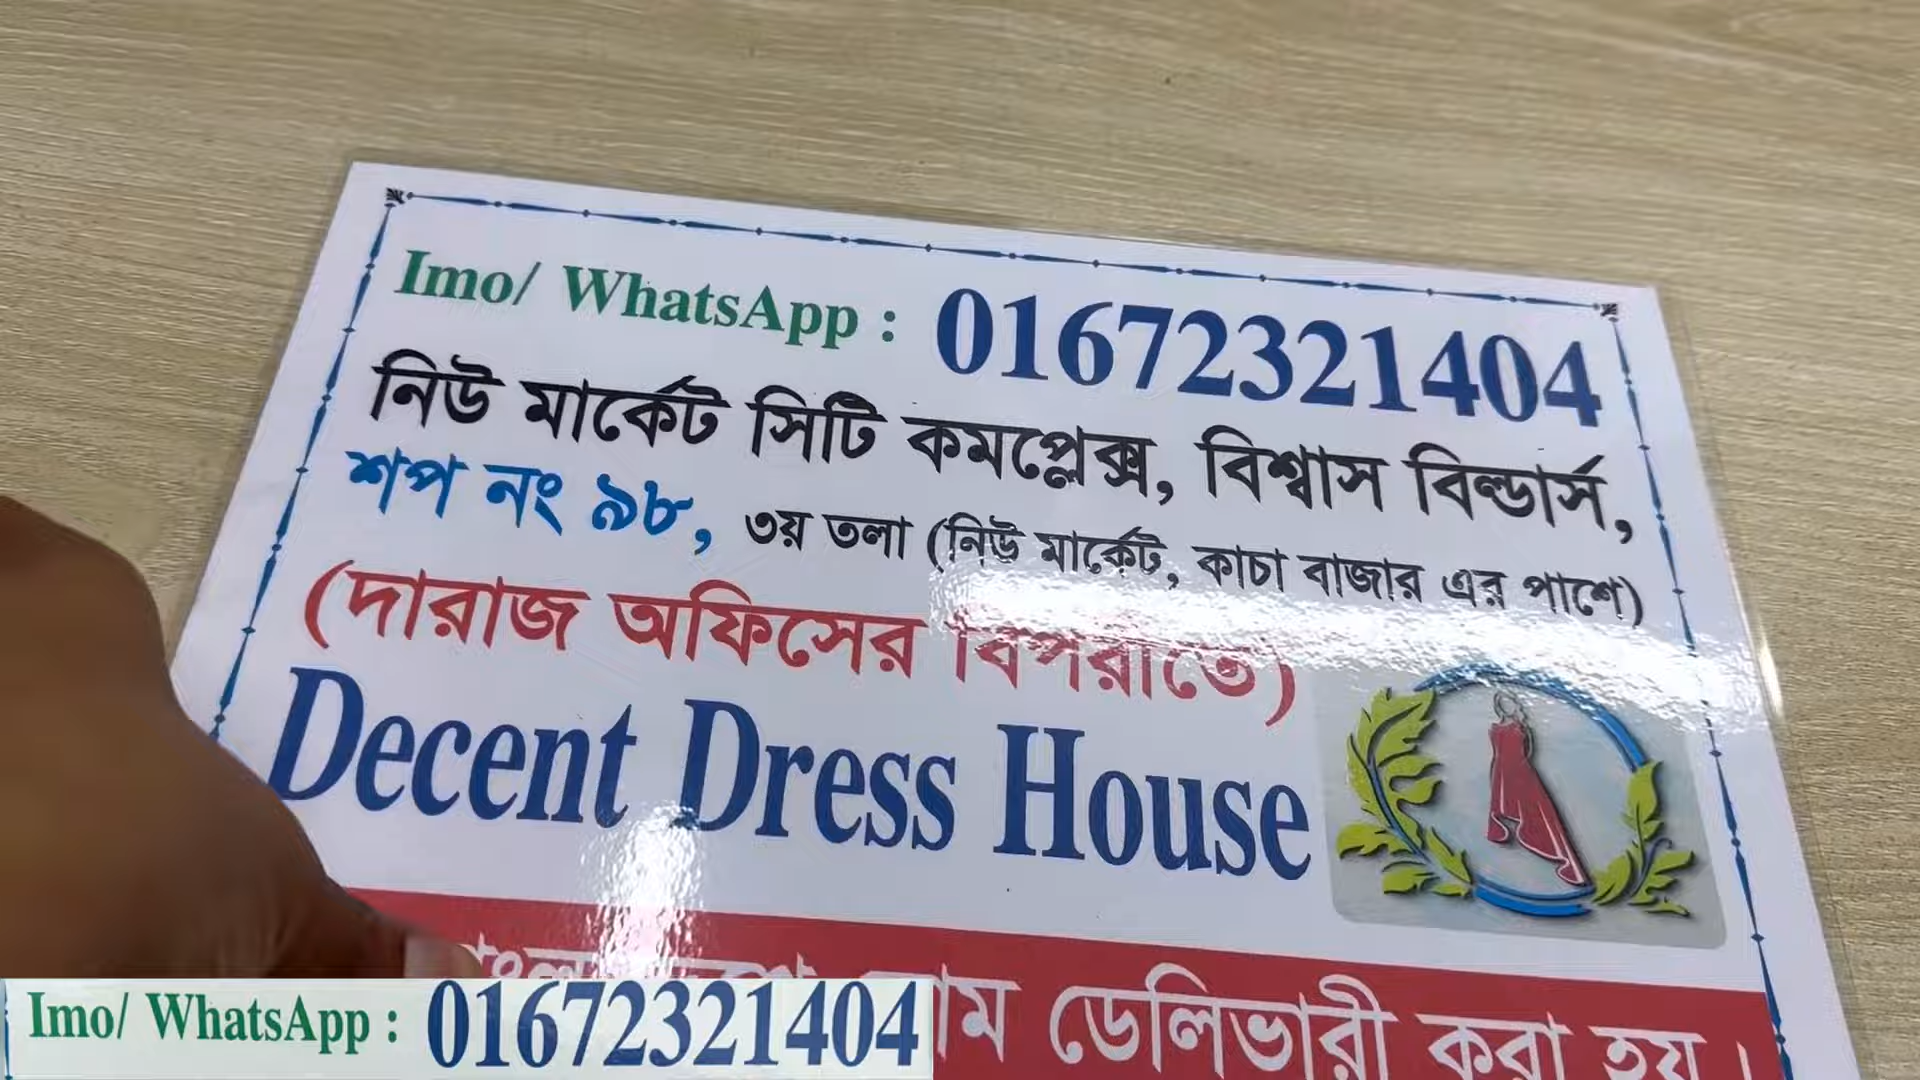 Imo/ WhatsApp : 01672321404
নিউ মার্কেট সিটি কমপ্লেক্স, বিশ্বাস বিল্ডার্স,
শপ নং ৯৮, ৩য় তলা (নিউ মার্কেট, কাচা বাজার এর পাশে)
(দারাজ অফিসের বিপরীতে)
Decent Dress House
ডেলিভারী করা হয় ।
Imo/ WhatsApp : 01672321404